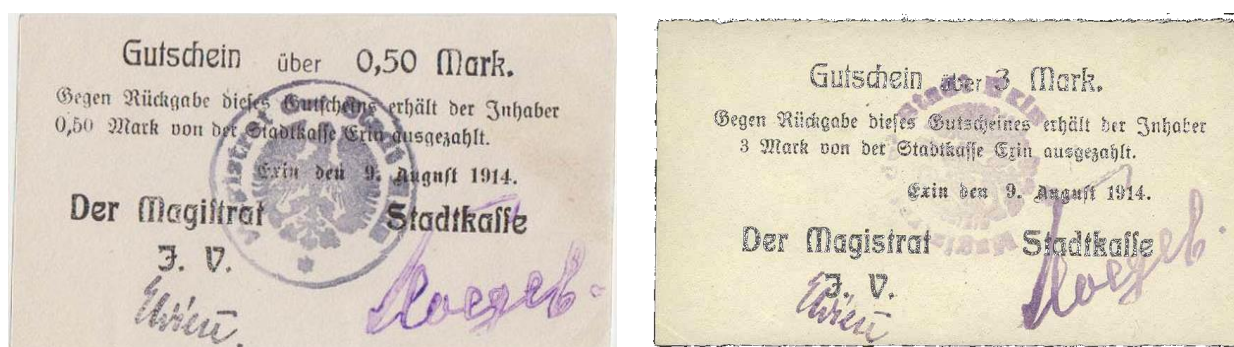 Gutschein über 0,50 Mark.
Gegen Rückgabe dieſes Gutſcheins erhält der Inhaber
0,50 Mark von der Stadtkaſſe Exin ausgezahlt.
Exin den 9. Auguſt 1914.
Der Magiſtrat Stadtkaſſe
J. V.
Gutschein über 3 Mark.
Gegen Rückgabe dieſes Gutſcheines erhält der Inhaber
3 Mark von der Stadtkaſſe Exin ausgezahlt.
Exin den 9. Auguſt 1914.
Der Magistrat Stadtkaſſe
J. V.